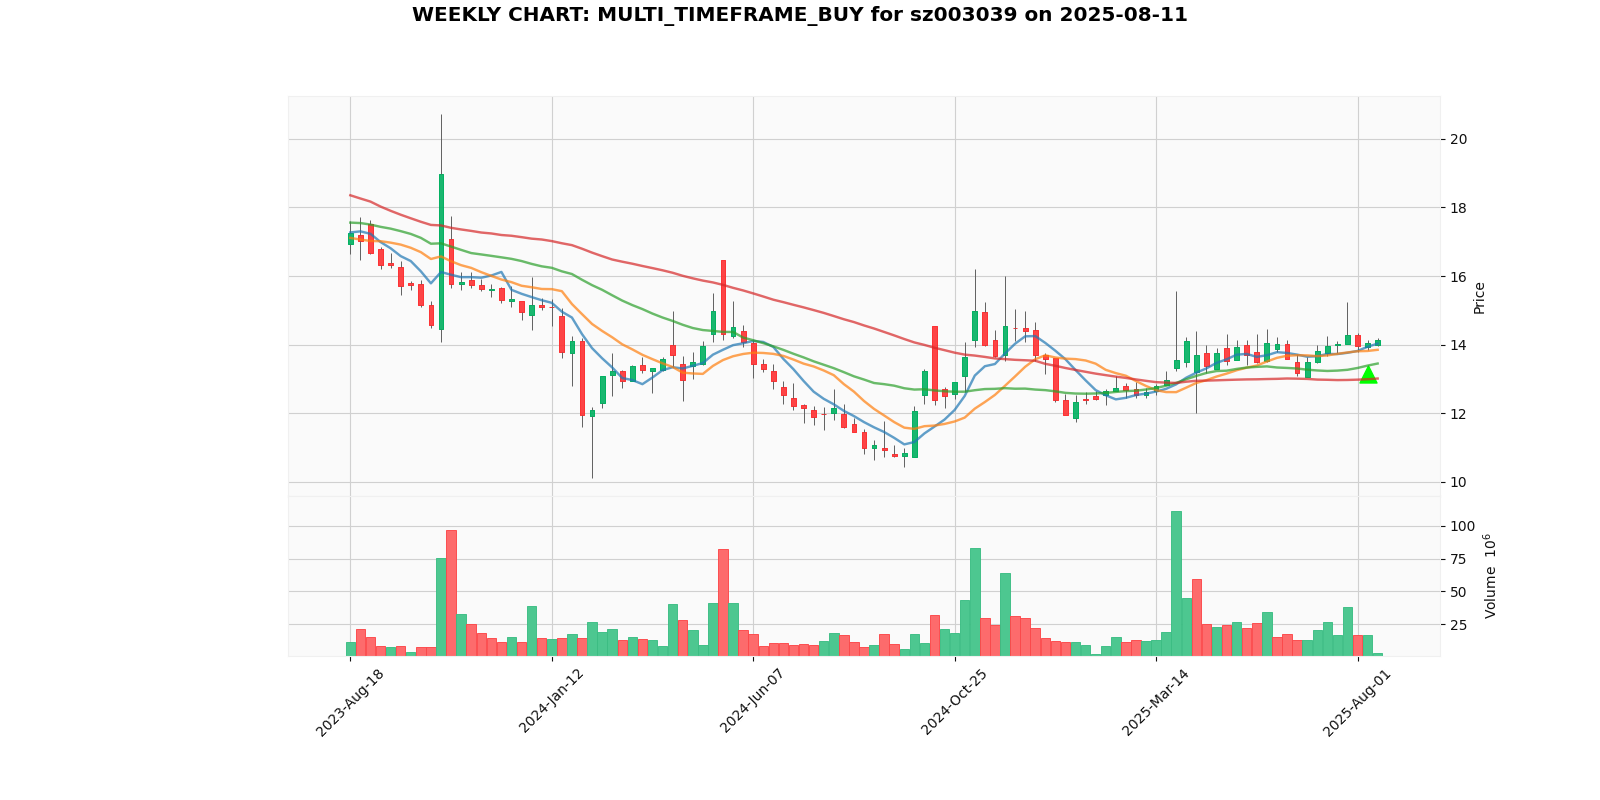 WEEKLY CHART: MULTI_TIMEFRAME_BUY for sz003039 on 2025-08-11
20
18
16
14
12
10
Price
100
75
50
25
Volume 10⁶
2023-Aug-18
2024-Jan-12
2024-Jun-07
2024-Oct-25
2025-Mar-14
2025-Aug-01